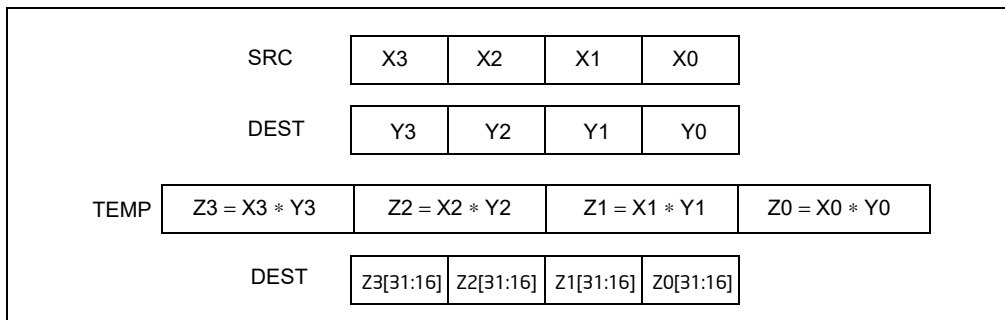 SRC X3 X2 X1 X0
DEST Y3 Y2 Y1 Y0
TEMP Z3 = X3 ∗ Y3 Z2 = X2 ∗ Y2 Z1 = X1 ∗ Y1 Z0 = X0 ∗ Y0
DEST Z3[31:16] Z2[31:16] Z1[31:16] Z0[31:16]